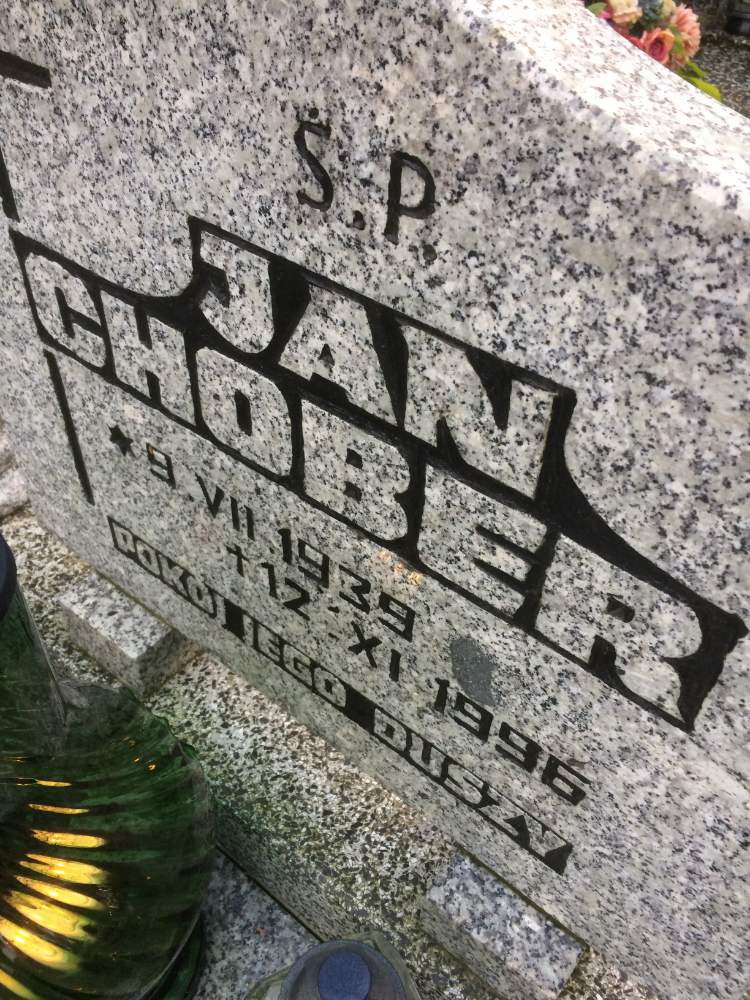 Ś.P.
JAN
CHOBER
★ 9.VII.1939
† 12.XI.1996
POKÓJ JEGO DUSZY